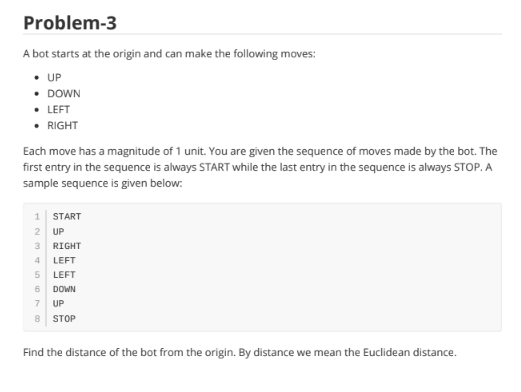 Problem-3
A bot starts at the origin and can make the following moves:
• UP
• DOWN
• LEFT
• RIGHT
Each move has a magnitude of 1 unit. You are given the sequence of moves made by the bot. The
first entry in the sequence is always START while the last entry in the sequence is always STOP. A
sample sequence is given below:
1 START
2 UP
3 RIGHT
4 LEFT
5 LEFT
6 DOWN
7 UP
8 STOP
Find the distance of the bot from the origin. By distance we mean the Euclidean distance.